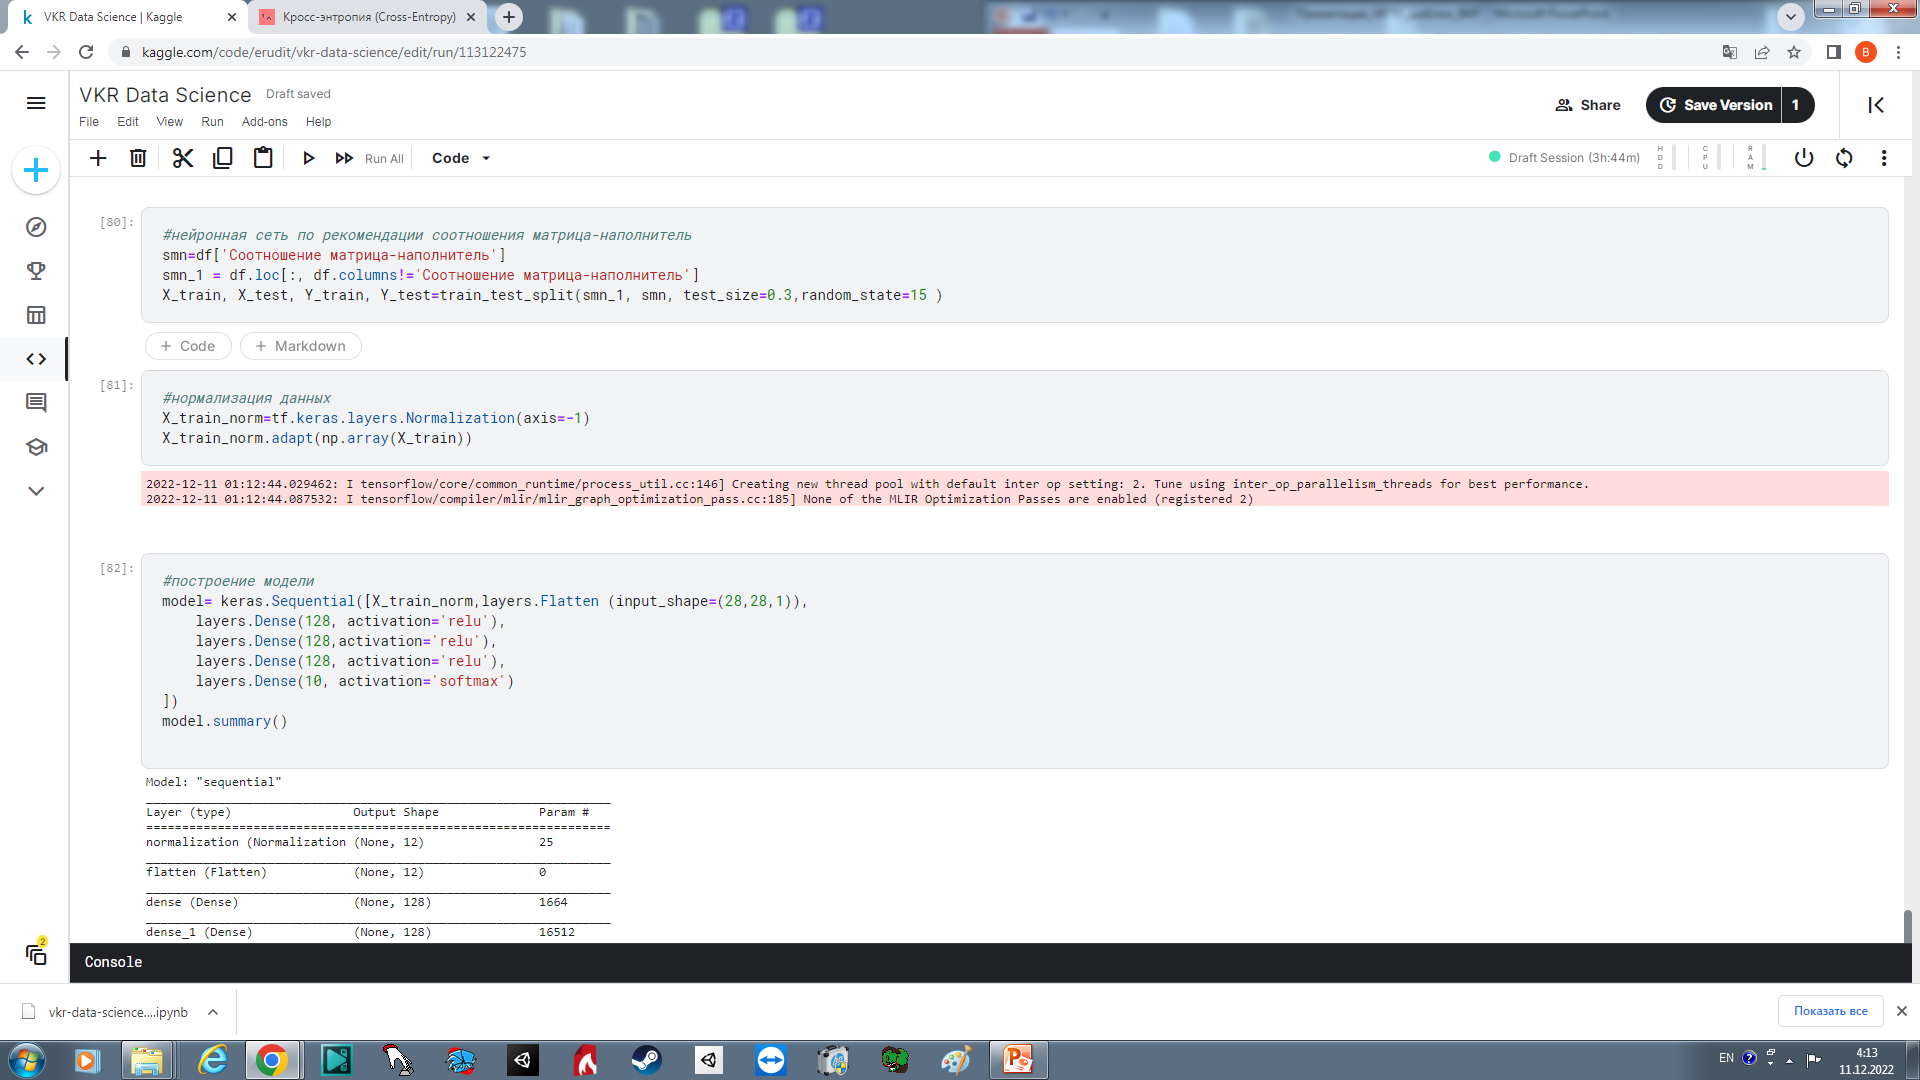 VKR Data Science | Kaggle
Кросс-энтропия (Cross-Entropy)
kaggle.com/code/erudit/vkr-data-science/edit/run/113122475
B
VKR Data Science
Draft saved
File Edit View Run Add-ons Help
Share
Save Version 1
Run All
Code
Draft Session (3h:44m)
HDD
CPU
RAM
[80]:
#нейронная сеть по рекомендации соотношения матрица-наполнитель
smn=df['Соотношение матрица-наполнитель']
smn_1 = df.loc[:, df.columns!='Соотношение матрица-наполнитель']
X_train, X_test, Y_train, Y_test=train_test_split(smn_1, smn, test_size=0.3,random_state=15 )
+ Code
+ Markdown
[81]:
#нормализация данных
X_train_norm=tf.keras.layers.Normalization(axis=-1)
X_train_norm.adapt(np.array(X_train))
2022-12-11 01:12:44.029462: I tensorflow/core/common_runtime/process_util.cc:146] Creating new thread pool with default inter op setting: 2. Tune using inter_op_parallelism_threads for best performance.
2022-12-11 01:12:44.087532: I tensorflow/compiler/mlir/mlir_graph_optimization_pass.cc:185] None of the MLIR Optimization Passes are enabled (registered 2)
[82]:
#построение модели
model= keras.Sequential([X_train_norm,layers.Flatten (input_shape=(28,28,1)),
layers.Dense(128, activation='relu'),
layers.Dense(128,activation='relu'),
layers.Dense(128, activation='relu'),
layers.Dense(10, activation='softmax')
])
model.summary()
Model: "sequential"
Layer (type) Output Shape Param #
normalization (Normalization (None, 12) 25
flatten (Flatten) (None, 12) 0
dense (Dense) (None, 128) 1664
dense_1 (Dense) (None, 128) 16512
2
Console
vkr-data-science....ipynb
Показать все
EN
4:13
11.12.2022